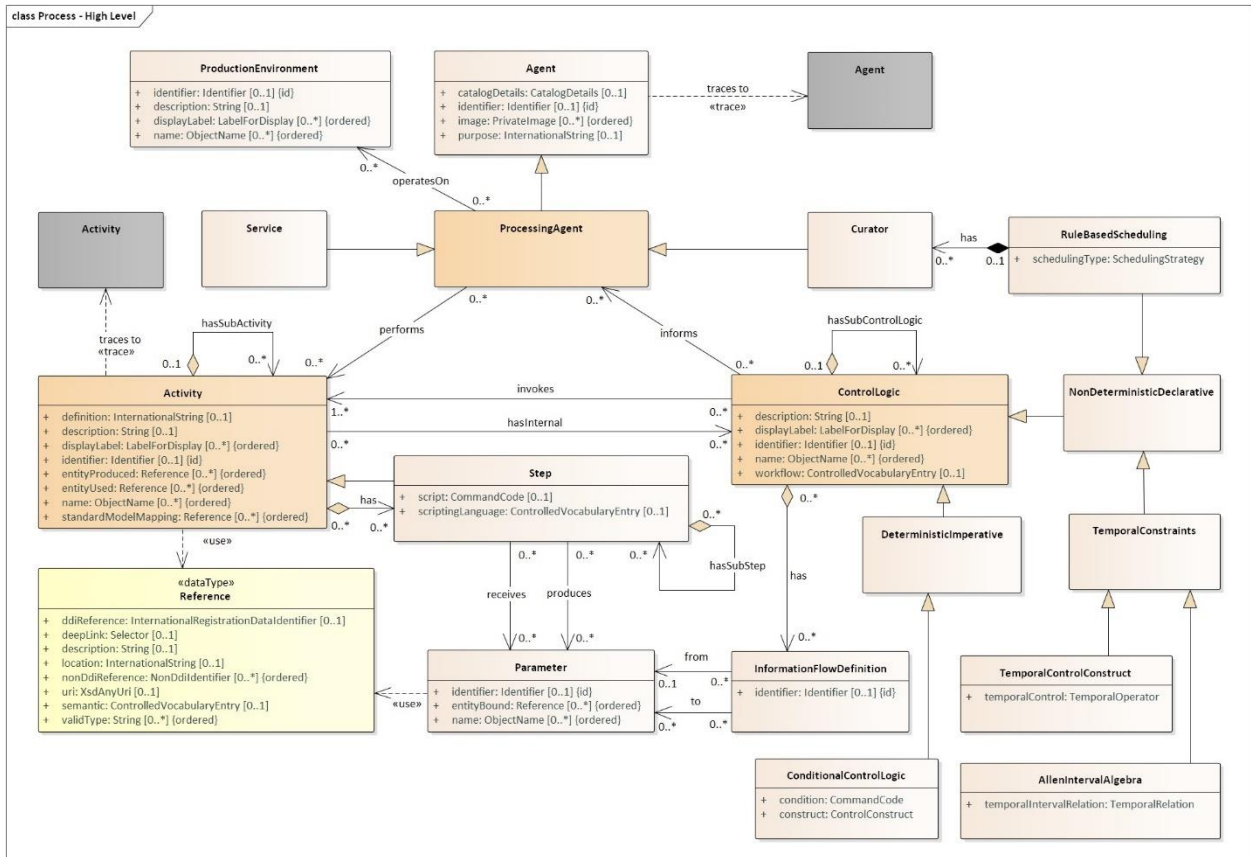 class Process - High Level
ProductionEnvironment
+ identifier: Identifier [0..1] {id}
+ description: String [0..1]
+ displayLabel: LabelForDisplay [0..*] {ordered}
+ name: ObjectName [0..*] {ordered}
Agent
+ catalogDetails: CatalogDetails [0..1]
+ identifier: Identifier [0..1] {id}
+ image: PrivateImage [0..*] {ordered}
+ purpose: InternationalString [0..1]
traces to
«trace»
Agent
0..*
operatesOn
0..*
Activity
Service
ProcessingAgent
Curator
has
0..*
0..1
RuleBasedScheduling
+ schedulingType: SchedulingStrategy
traces to
«trace»
hasSubActivity
0..1
0..*
0..*
performs
0..*
0..*
informs
0..*
hasSubControlLogic
0..1
0..*
Activity
+ definition: InternationalString [0..1]
+ description: String [0..1]
+ displayLabel: LabelForDisplay [0..*] {ordered}
+ identifier: Identifier [0..1] {id}
+ entityProduced: Reference [0..*] {ordered}
+ entityUsed: Reference [0..*] {ordered}
+ name: ObjectName [0..*] {ordered}
+ standardModelMapping: Reference [0..*] {ordered}
invokes
1..*
0..*
hasInternal
0..*
0..*
ControlLogic
+ description: String [0..1]
+ displayLabel: LabelForDisplay [0..*] {ordered}
+ identifier: Identifier [0..1] {id}
+ name: ObjectName [0..*] {ordered}
+ workflow: ControlledVocabularyEntry [0..1]
NonDeterministicDeclarative
has
0..*
0..*
Step
+ script: CommandCode [0..1]
+ scriptingLanguage: ControlledVocabularyEntry [0..1]
0..*
0..*
hasSubStep
0..*
has
0..*
DeterministicImperative
TemporalConstraints
«use»
«dataType»
Reference
+ ddiReference: InternationalRegistrationDataIdentifier [0..1]
+ deepLink: Selector [0..1]
+ description: String [0..1]
+ location: InternationalString [0..1]
+ nonDdiReference: NonDdiIdentifier [0..*] {ordered}
+ uri: XsdAnyUri [0..1]
+ semantic: ControlledVocabularyEntry [0..1]
+ validType: String [0..*] {ordered}
0..*
0..*
receives
produces
0..*
0..*
Parameter
+ identifier: Identifier [0..1] {id}
+ entityBound: Reference [0..*] {ordered}
+ name: ObjectName [0..*] {ordered}
«use»
from
0..1
0..*
to
0..*
0..*
InformationFlowDefinition
+ identifier: Identifier [0..1] {id}
TemporalControlConstruct
+ temporalControl: TemporalOperator
ConditionalControlLogic
+ condition: CommandCode
+ construct: ControlConstruct
AllenIntervalAlgebra
+ temporalIntervalRelation: TemporalRelation